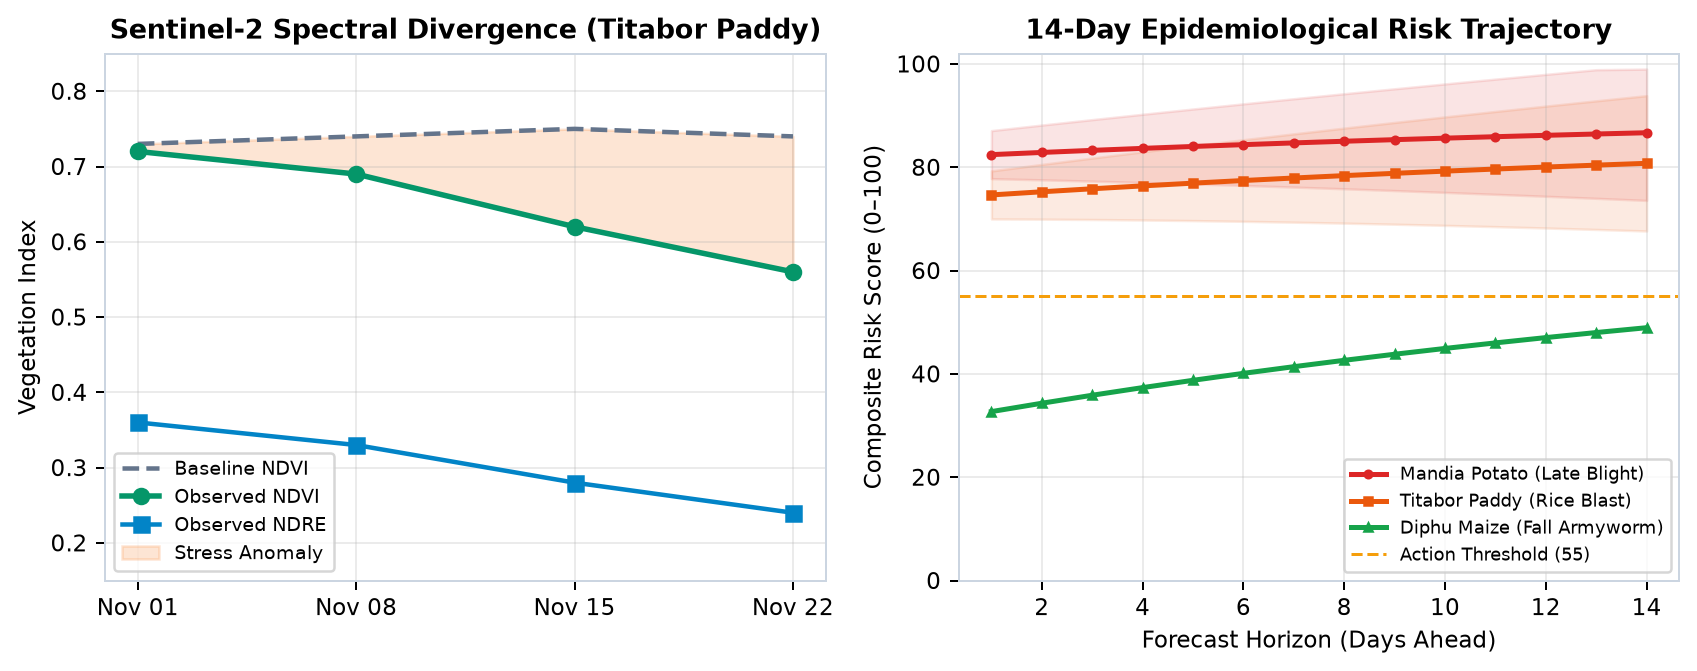 Sentinel-2 Spectral Divergence (Titabor Paddy)
Vegetation Index
0.8
0.7
0.6
0.5
0.4
0.3
0.2
Baseline NDVI
Observed NDVI
Observed NDRE
Stress Anomaly
Nov 01
Nov 08
Nov 15
Nov 22
14-Day Epidemiological Risk Trajectory
Composite Risk Score (0–100)
100
80
60
40
20
0
Mandia Potato (Late Blight)
Titabor Paddy (Rice Blast)
Diphu Maize (Fall Armyworm)
Action Threshold (55)
2
4
6
8
10
12
14
Forecast Horizon (Days Ahead)